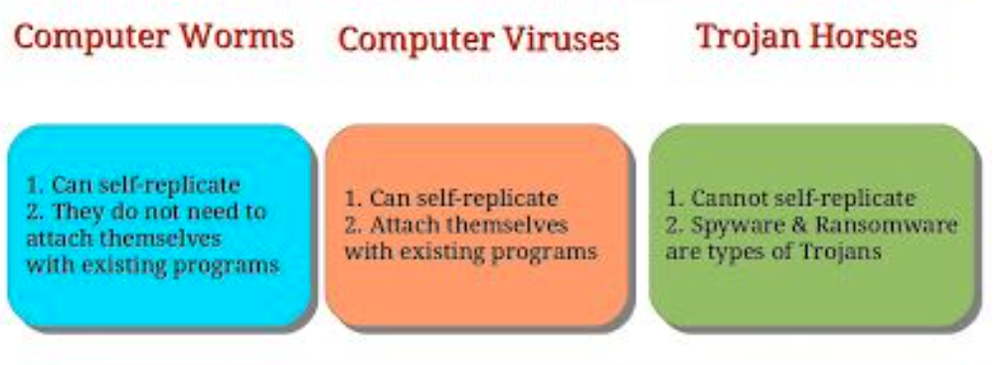 Computer Worms
Computer Viruses
Trojan Horses
1. Can self-replicate
2. They do not need to
attach themselves
with existing programs
1. Can self-replicate
2. Attach themselves
with existing programs
1. Cannot self-replicate
2. Spyware & Ransomware
are types of Trojans